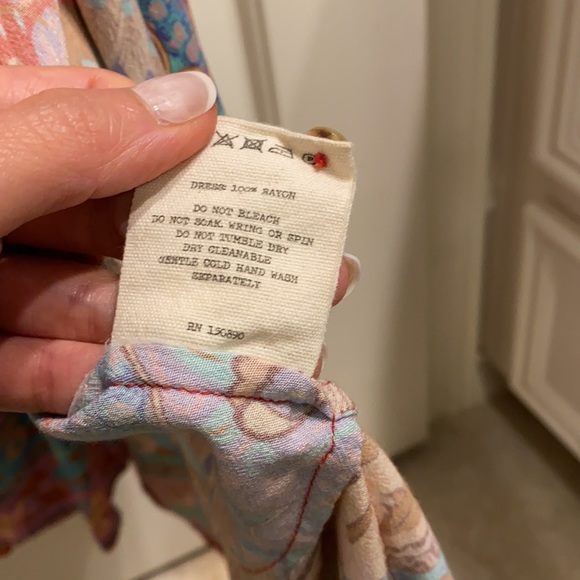 DRESS 100% RAYON
DO NOT BLEACH
DO NOT SOAK, WRING OR SPIN
DO NOT TUMBLE DRY
DRY CLEANABLE
GENTLE COLD HAND WASH
SEPARATELY
RN 150890